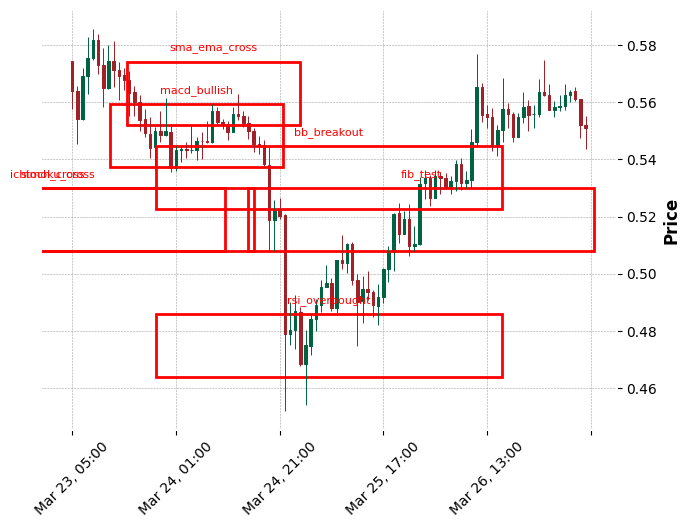 sma_ema_cross
macd_bullish
bb_breakout
fib_test
rsi_overbought
0.58
0.56
0.54
0.52
0.50
0.48
0.46
Price
Mar 23, 05:00
Mar 24, 01:00
Mar 24, 21:00
Mar 25, 17:00
Mar 26, 13:00